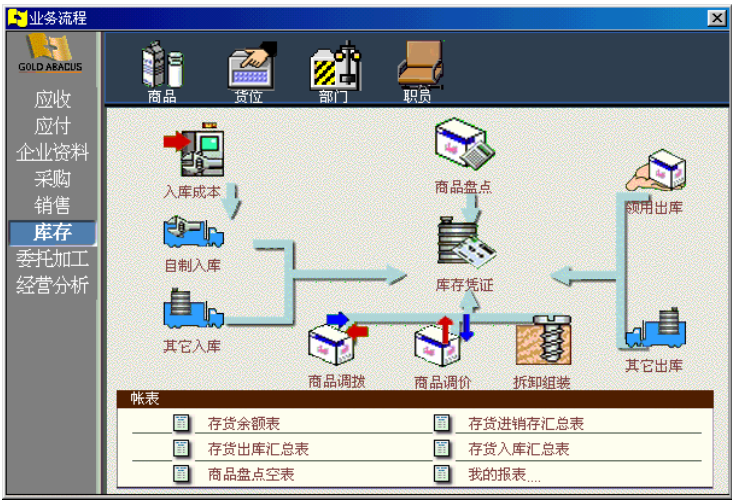 业务流程
GOLD ABACUS
应收
应付
企业资料
采购
销售
库存
委托加工
经营分析
商品
货位
部门
职员
入库成本
商品盘点
领用出库
自制入库
库存凭证
其它入库
其它出库
商品调拨
商品调价
拆卸组装
帐表
存货余额表
存货进销存汇总表
存货出库汇总表
存货入库汇总表
商品盘点空表
我的报表....